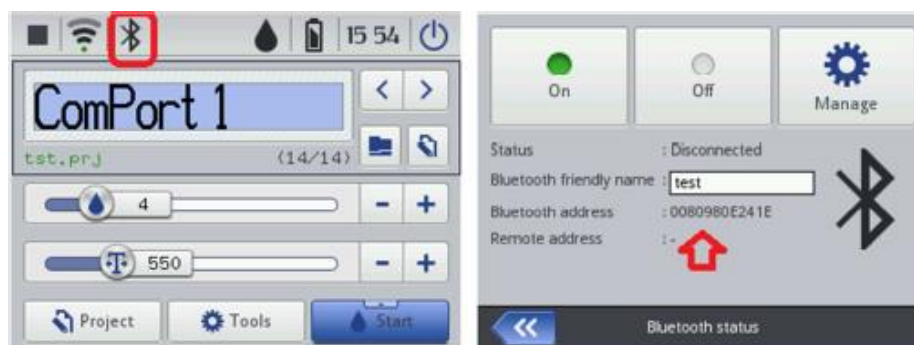 15 54
ComPort 1
tst.prj (14/14)
4
550
Project Tools Start
On Off Manage
Status : Disconnected
Bluetooth friendly name : test
Bluetooth address : 0080980E241E
Remote address : -
Bluetooth status